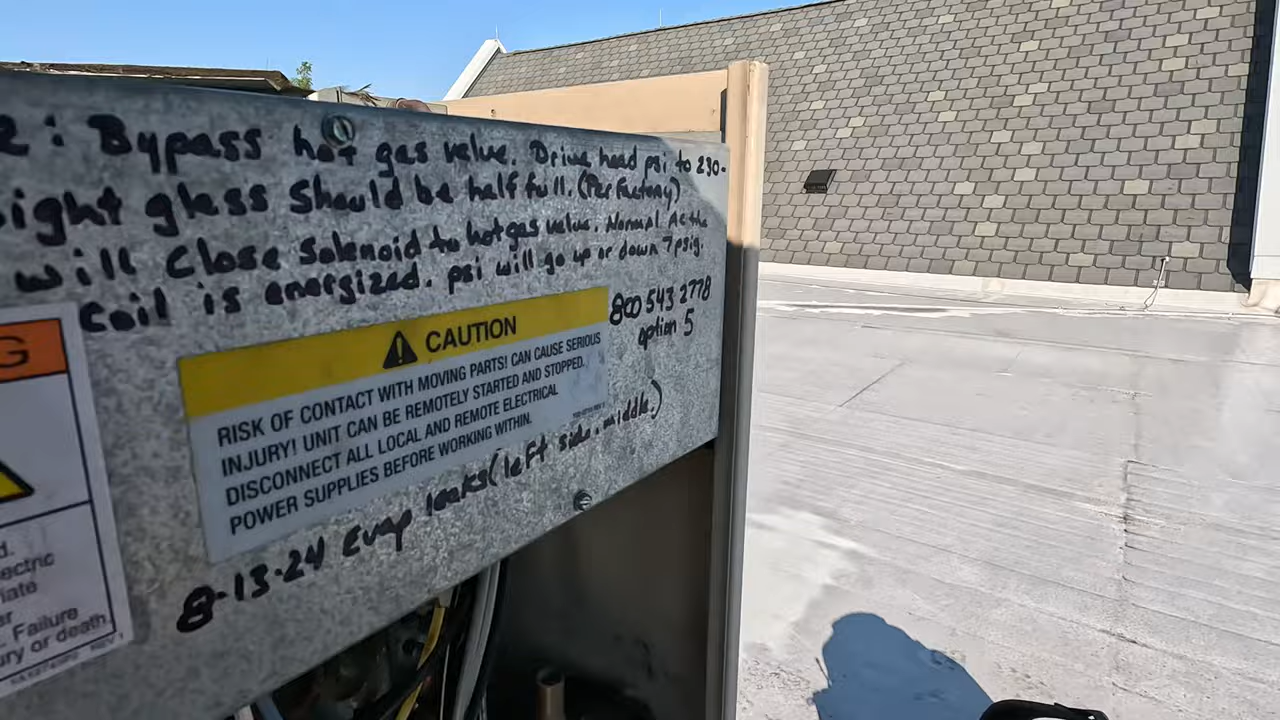 e: Bypass hot gas valve. Drive head psi to 230-
sight glass should be half full. (Per Factory)
will close solenoid to hot gas valve. Normal At the
coil is energized. psi will go up or down 7 psig.
800 543 2778
option 5
G
CAUTION
RISK OF CONTACT WITH MOVING PARTS! CAN CAUSE SERIOUS
INJURY! UNIT CAN BE REMOTELY STARTED AND STOPPED.
DISCONNECT ALL LOCAL AND REMOTE ELECTRICAL
POWER SUPPLIES BEFORE WORKING WITHIN.
8-13-24 Evap leaks (left side, middle.)
d.
ectric
iate
er
. Failure
ury or death.